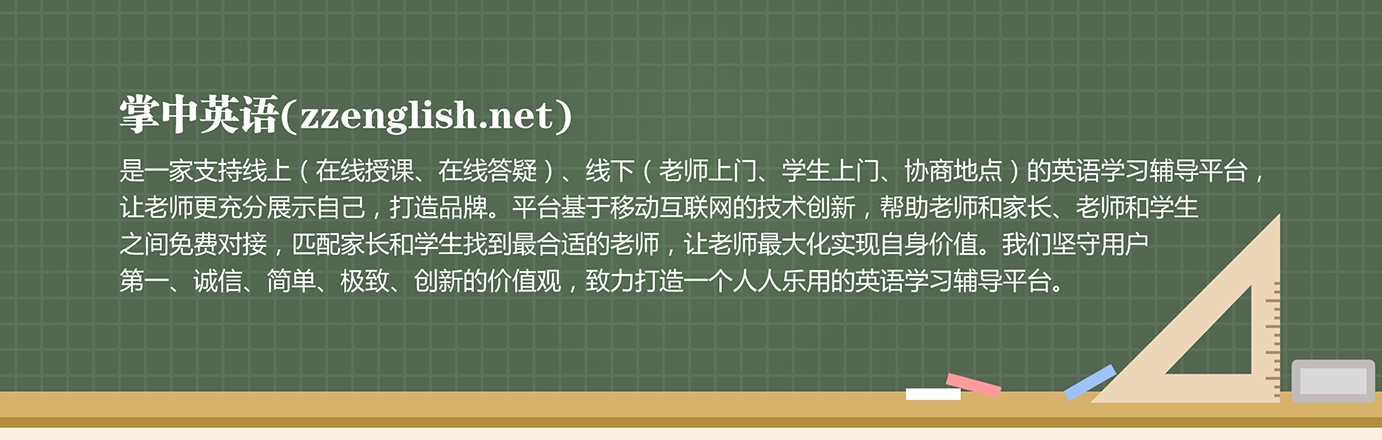 掌中英语(zzenglish.net)
是一家支持线上（在线授课、在线答疑）、线下（老师上门、学生上门、协商地点）的英语学习辅导平台，
让老师更充分展示自己，打造品牌。平台基于移动互联网的技术创新，帮助老师和家长、老师和学生
之间免费对接，匹配家长和学生找到最合适的老师，让老师最大化实现自身价值。我们坚守用户
第一、诚信、简单、极致、创新的价值观，致力打造一个人人乐用的英语学习辅导平台。